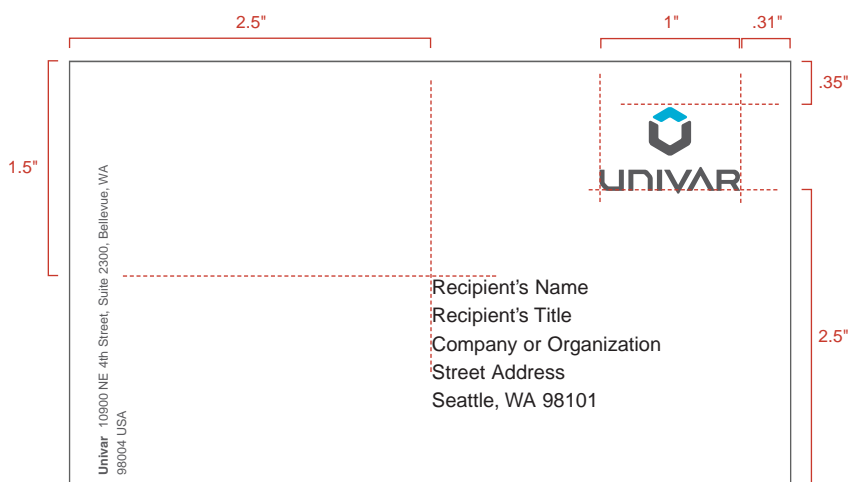 2.5"
1"
.31"
.35"
1.5"
UNIVAR
Univar 10900 NE 4th Street, Suite 2300, Bellevue, WA
98004 USA
Recipient’s Name
Recipient’s Title
Company or Organization
Street Address
Seattle, WA 98101
2.5"